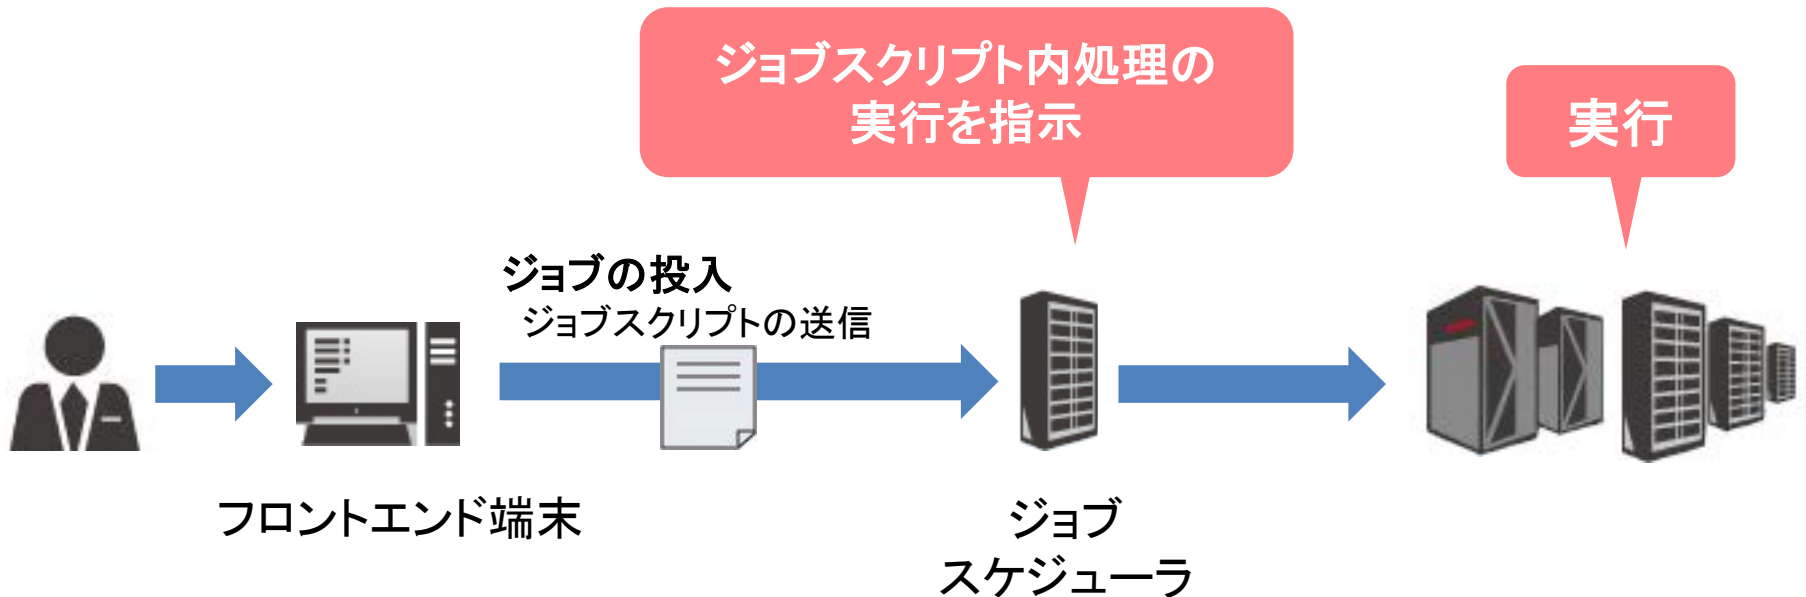 ジョブスクリプト内処理の
実行を指示
実行
ジョブの投入
ジョブスクリプトの送信
フロントエンド端末
ジョブ
スケジューラ